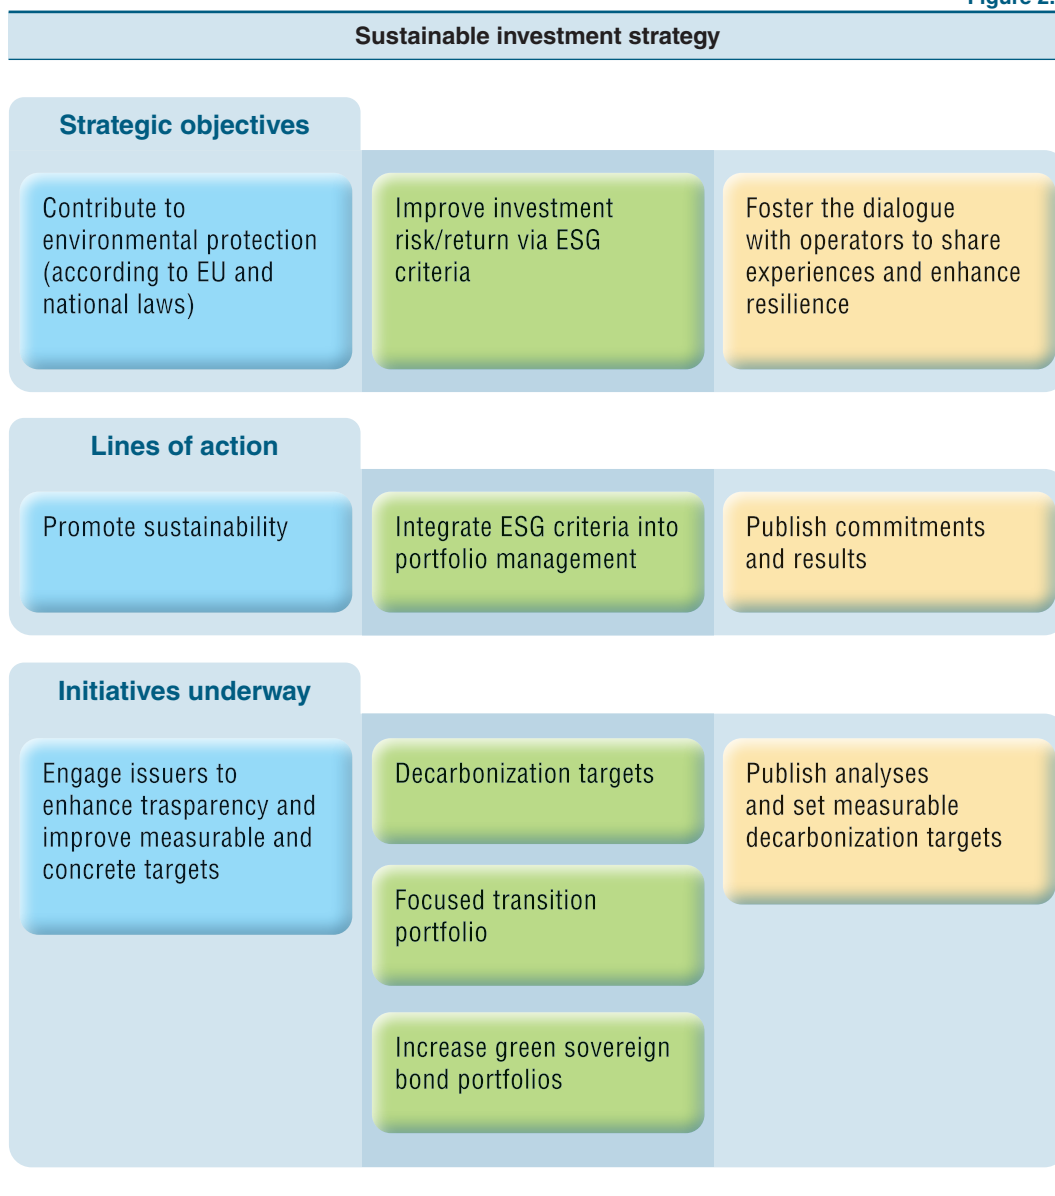 Figure 2.
Sustainable investment strategy
Strategic objectives
Contribute to
environmental protection
(according to EU and
national laws)
Improve investment
risk/return via ESG
criteria
Foster the dialogue
with operators to share
experiences and enhance
resilience
Lines of action
Promote sustainability
Integrate ESG criteria into
portfolio management
Publish commitments
and results
Initiatives underway
Engage issuers to
enhance trasparency and
improve measurable and
concrete targets
Decarbonization targets
Focused transition
portfolio
Increase green sovereign
bond portfolios
Publish analyses
and set measurable
decarbonization targets